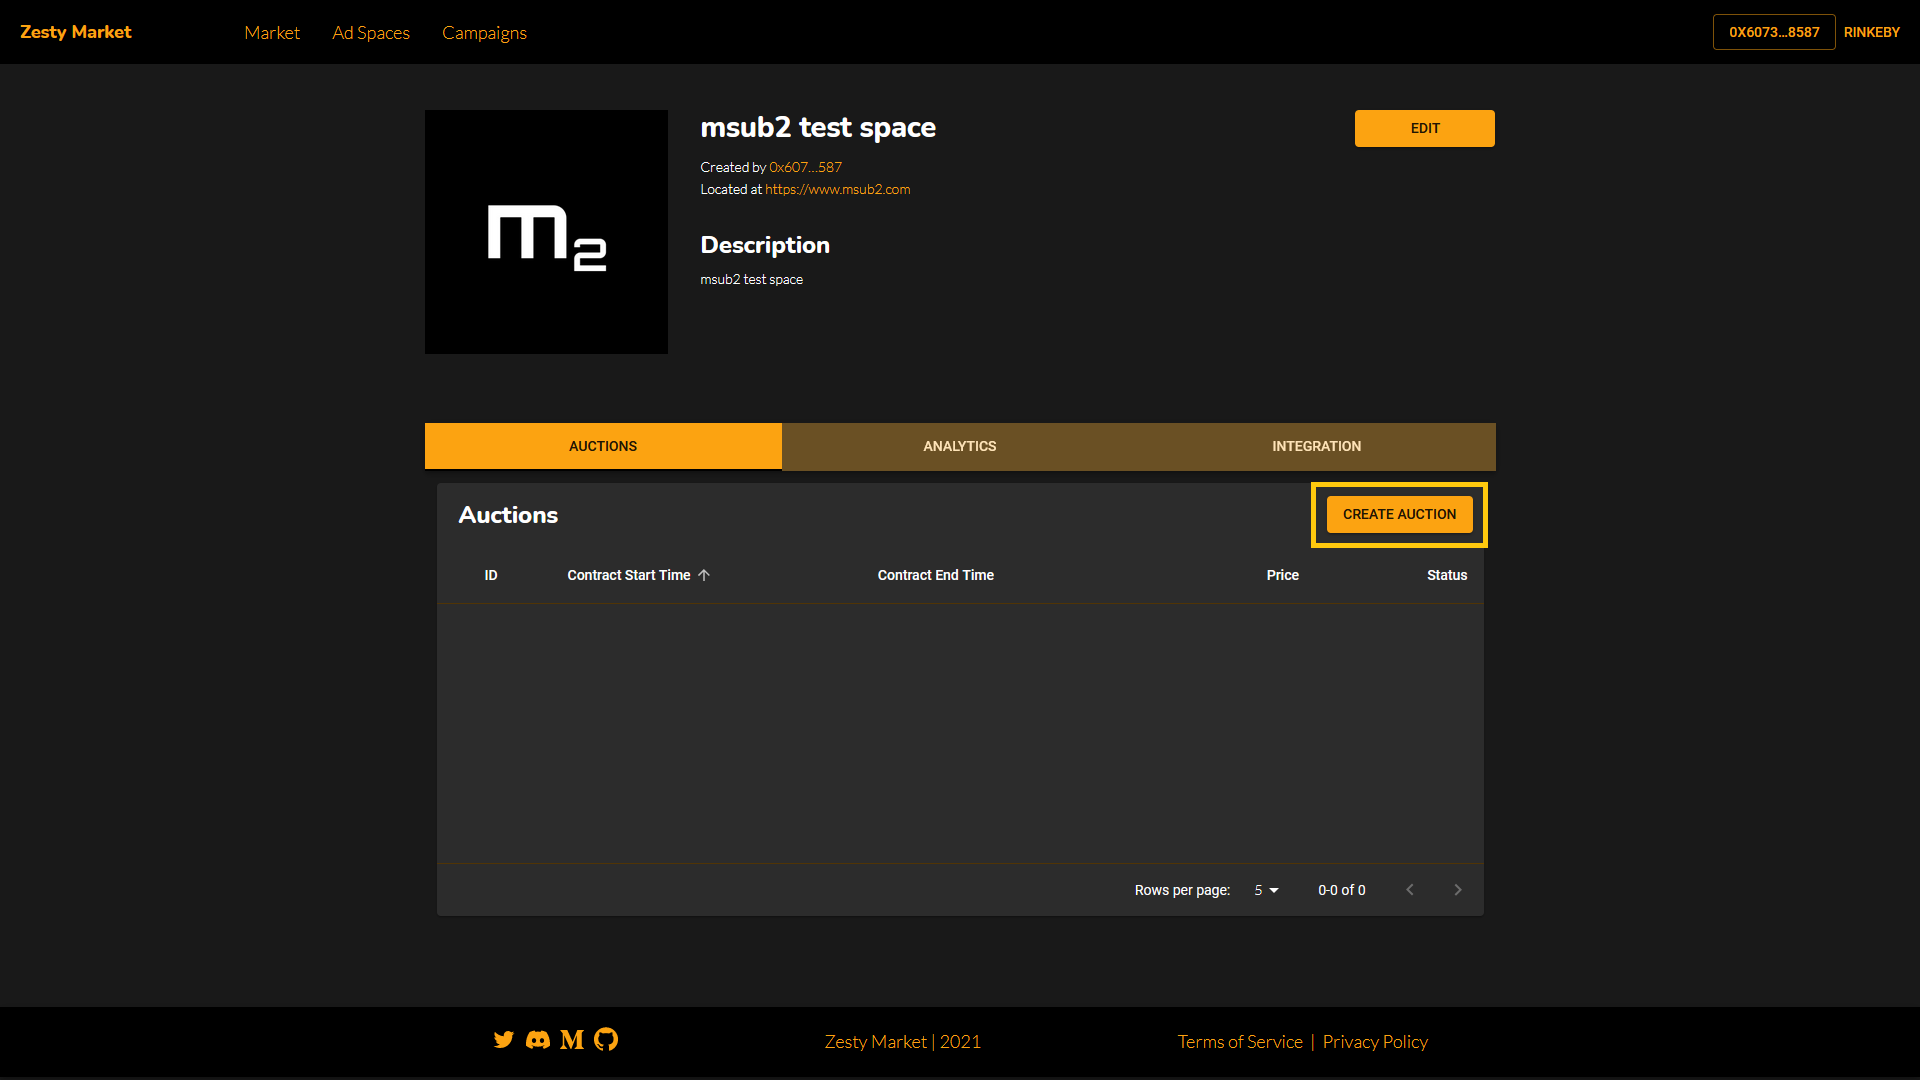 Zesty Market
Market
Ad Spaces
Campaigns
0X6073...8587
RINKEBY
m2
msub2 test space
EDIT
Created by 0x607...587
Located at https://www.msub2.com
Description
msub2 test space
AUCTIONS
ANALYTICS
INTEGRATION
Auctions
CREATE AUCTION
ID
Contract Start Time
Contract End Time
Price
Status
Rows per page:
5
0-0 of 0
M
Zesty Market | 2021
Terms of Service | Privacy Policy